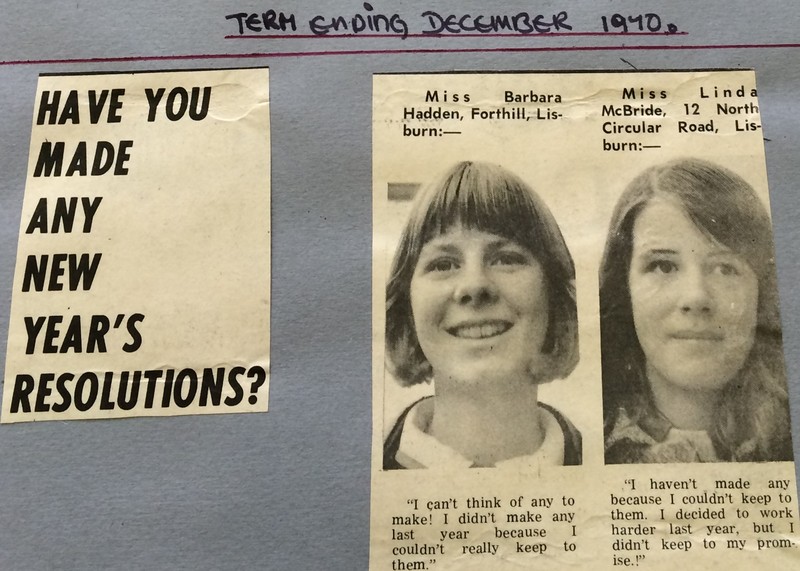 TERM ENDING DECEMBER 1970.
HAVE YOU
MADE
ANY
NEW
YEAR'S
RESOLUTIONS?
Miss Barbara
Hadden, Forthill, Lis-
burn:—
"I can't think of any to
make! I didn't make any
last year because I
couldn't really keep to
them."
Miss Linda
McBride, 12 North
Circular Road, Lis-
burn:—
"I haven't made any
because I couldn't keep to
them. I decided to work
harder last year, but I
didn't keep to my prom-
ise.!"